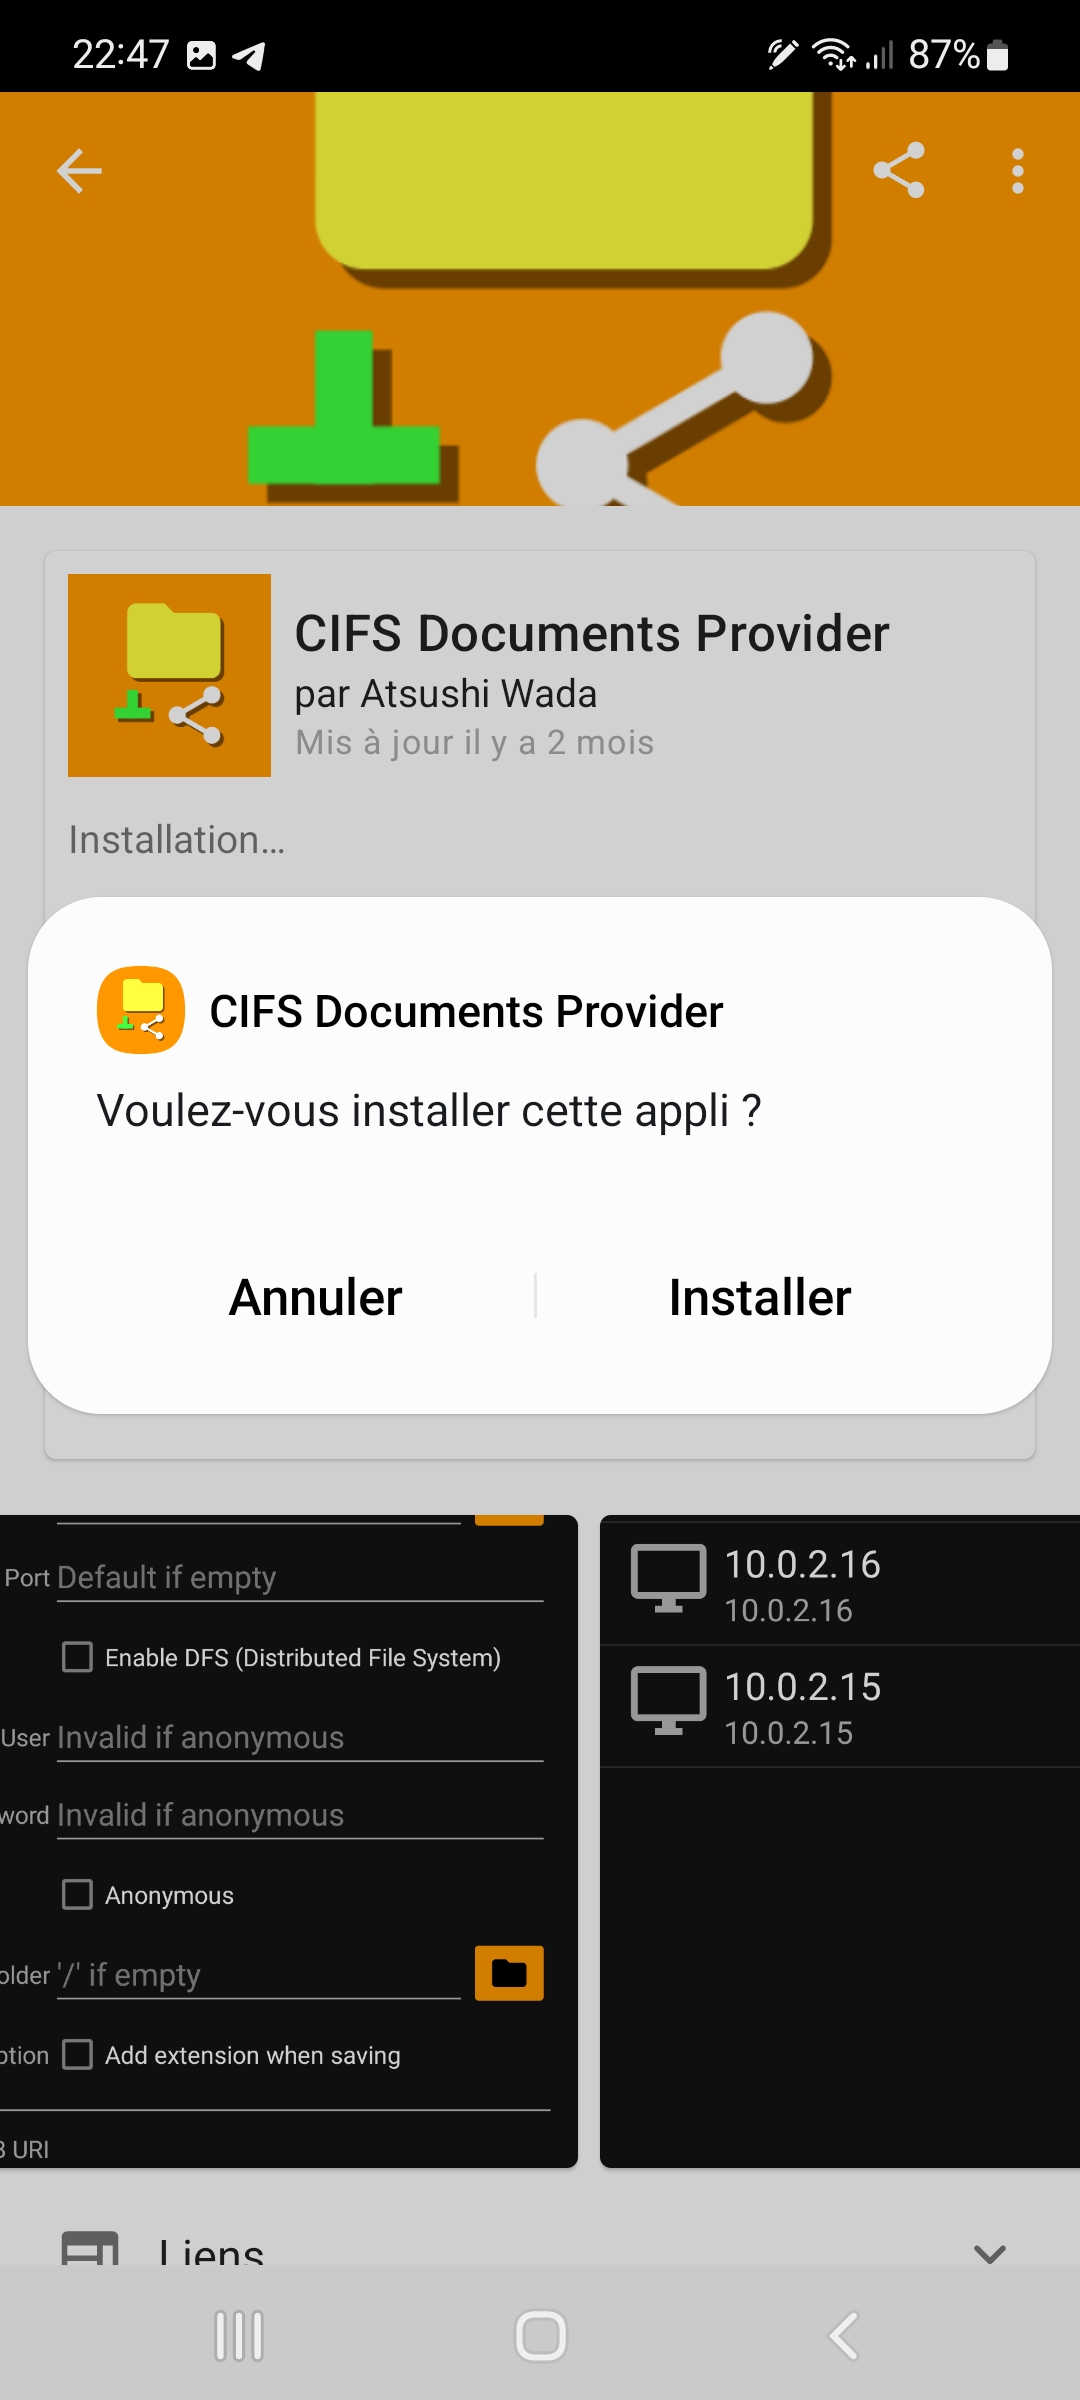 22:47
87%
CIFS Documents Provider
par Atsushi Wada
Mis à jour il y a 2 mois
Installation…
CIFS Documents Provider
Voulez-vous installer cette appli ?
Annuler
Installer
Port Default if empty
Enable DFS (Distributed File System)
User Invalid if anonymous
word Invalid if anonymous
Anonymous
older '/' if empty
ption Add extension when saving
URI
10.0.2.16
10.0.2.16
10.0.2.15
10.0.2.15
Liens